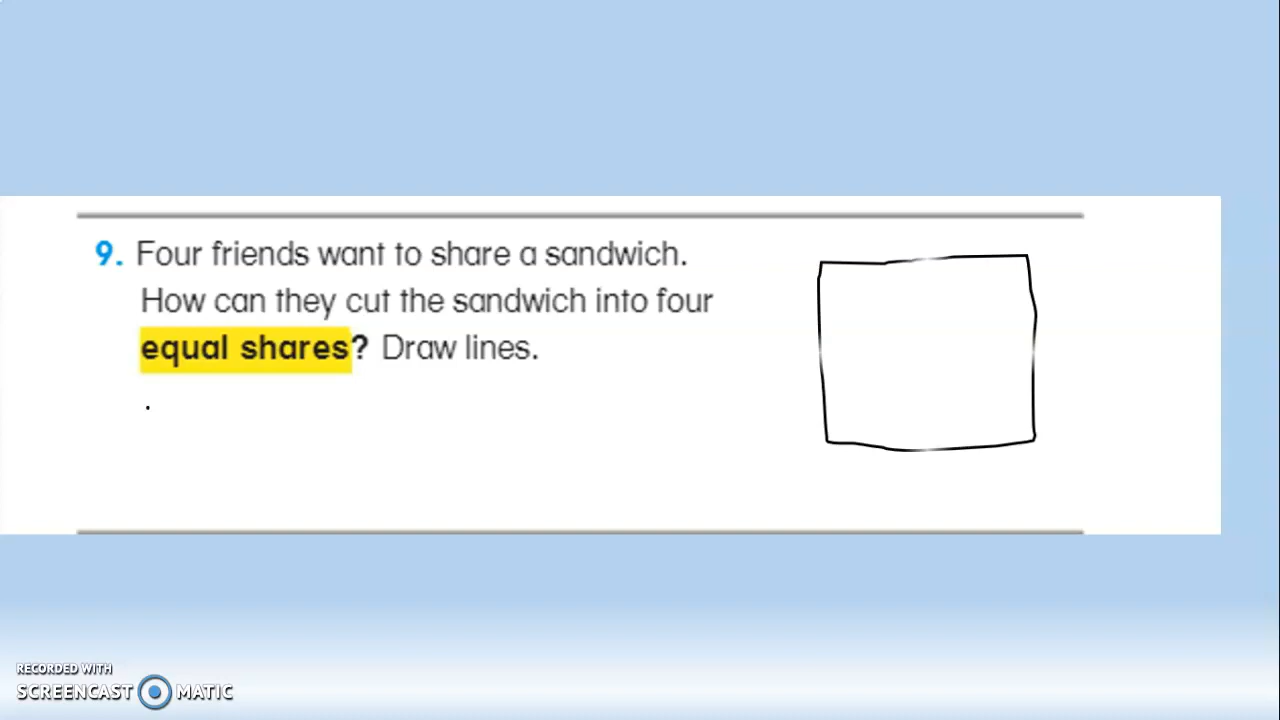 9. Four friends want to share a sandwich.
How can they cut the sandwich into four
equal shares? Draw lines.
RECORDED WITH
SCREENCAST MATIC